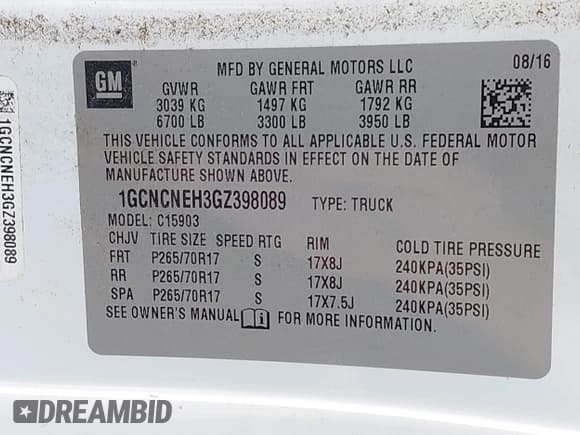 GM
®
MFD BY GENERAL MOTORS LLC 08/16
GVWR GAWR FRT GAWR RR
3039 KG 1497 KG 1792 KG
6700 LB 3300 LB 3950 LB
THIS VEHICLE CONFORMS TO ALL APPLICABLE U.S. FEDERAL MOTOR
VEHICLE SAFETY STANDARDS IN EFFECT ON THE DATE OF
MANUFACTURE SHOWN ABOVE.
1GCNCNEH3GZ398089 TYPE: TRUCK
MODEL: C15903
CHJV TIRE SIZE SPEED RTG RIM COLD TIRE PRESSURE
FRT P265/70R17 S 17X8J 240KPA(35PSI)
RR P265/70R17 S 17X8J 240KPA(35PSI)
SPA P265/70R17 S 17X7.5J 240KPA(35PSI)
SEE OWNER'S MANUAL i FOR MORE INFORMATION.
1GCNCNEH3GZ398089
DREAMBID